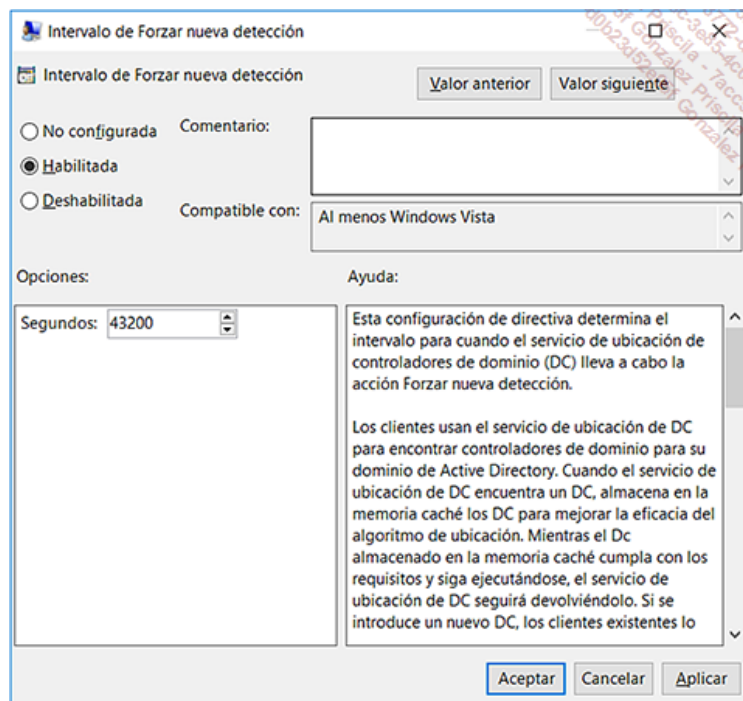 Intervalo de Forzar nueva detección
Intervalo de Forzar nueva detección
Valor anterior
Valor siguiente
No configurada
Comentario:
Habilitada
Deshabilitada
Compatible con:
Al menos Windows Vista
Opciones:
Ayuda:
Segundos: 43200
Esta configuración de directiva determina el
intervalo para cuando el servicio de ubicación de
controladores de dominio (DC) lleva a cabo la
acción Forzar nueva detección.
Los clientes usan el servicio de ubicación de DC
para encontrar controladores de dominio para su
dominio de Active Directory. Cuando el servicio de
ubicación de DC encuentra un DC, almacena en la
memoria caché los DC para mejorar la eficacia del
algoritmo de ubicación. Mientras el Dc
almacenado en la memoria caché cumpla con los
requisitos y siga ejecutándose, el servicio de
ubicación de DC seguirá devolviéndolo. Si se
introduce un nuevo DC, los clientes existentes lo
Aceptar
Cancelar
Aplicar